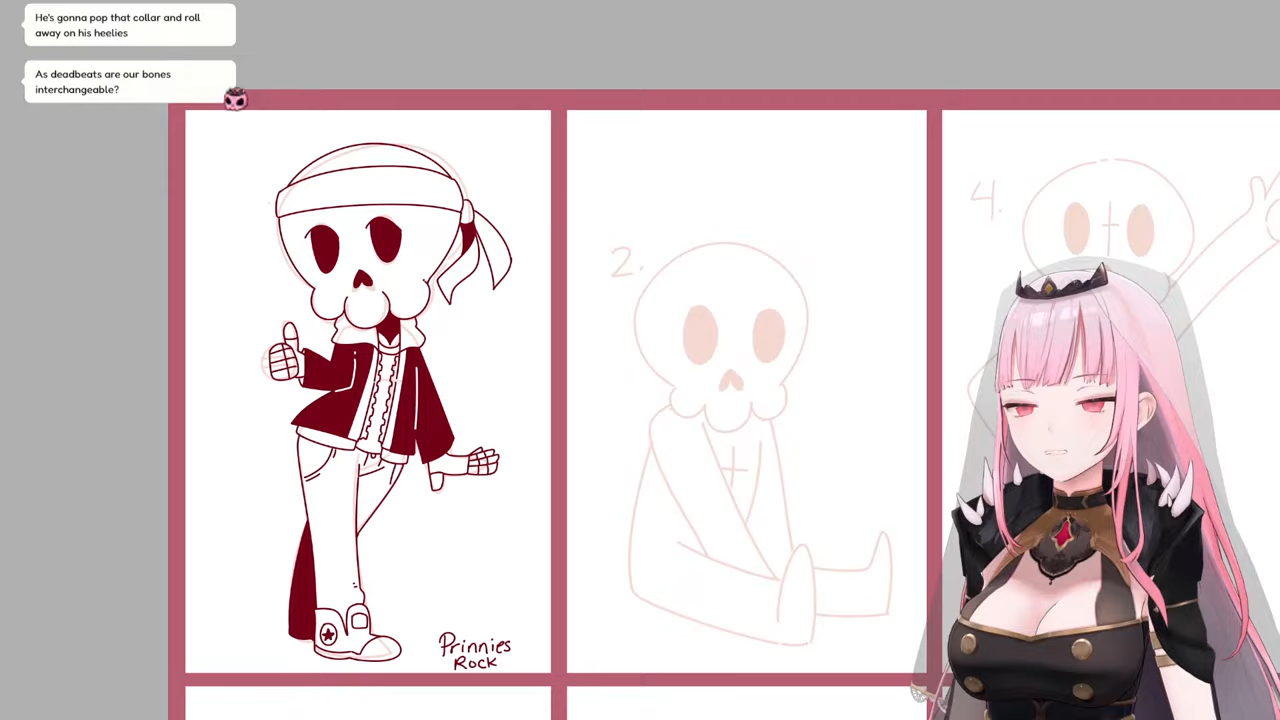 He's gonna pop that collar and roll
away on his heelies
As deadbeats are our bones
interchangeable?
4.
2.
Prinnies
Rock